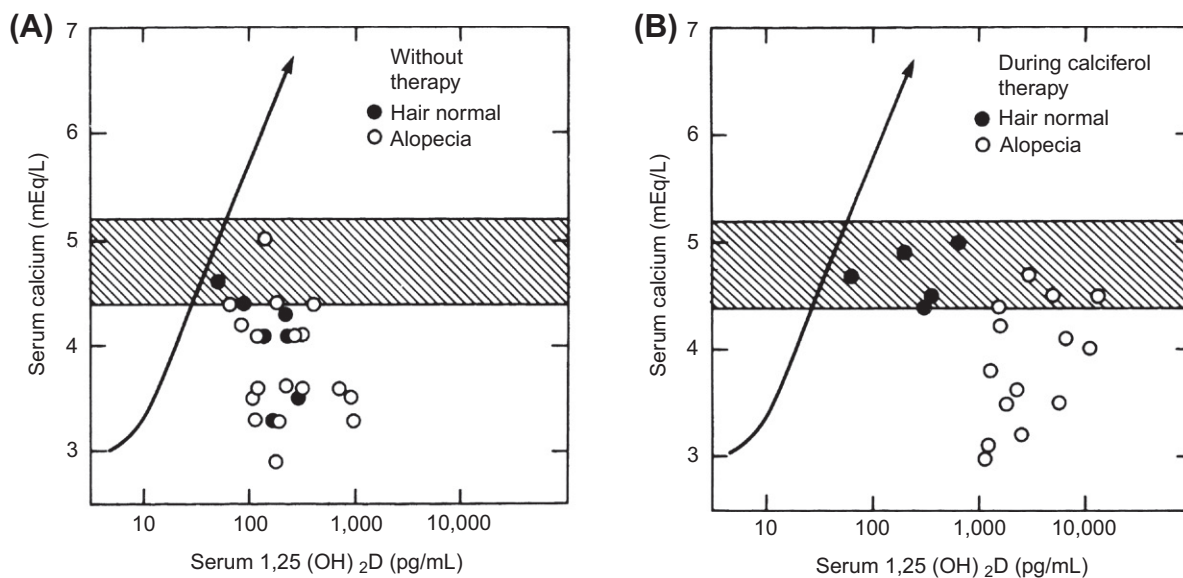 (A)
7
6
5
4
3
Serum calcium (mEq/L)
Without
therapy
Hair normal
Alopecia
10
100
1,000
10,000
Serum 1,25 (OH) 2D (pg/mL)
(B)
7
6
5
4
3
Serum calcium (mEq/L)
During calciferol
therapy
Hair normal
Alopecia
10
100
1,000
10,000
Serum 1,25 (OH) 2D (pg/mL)